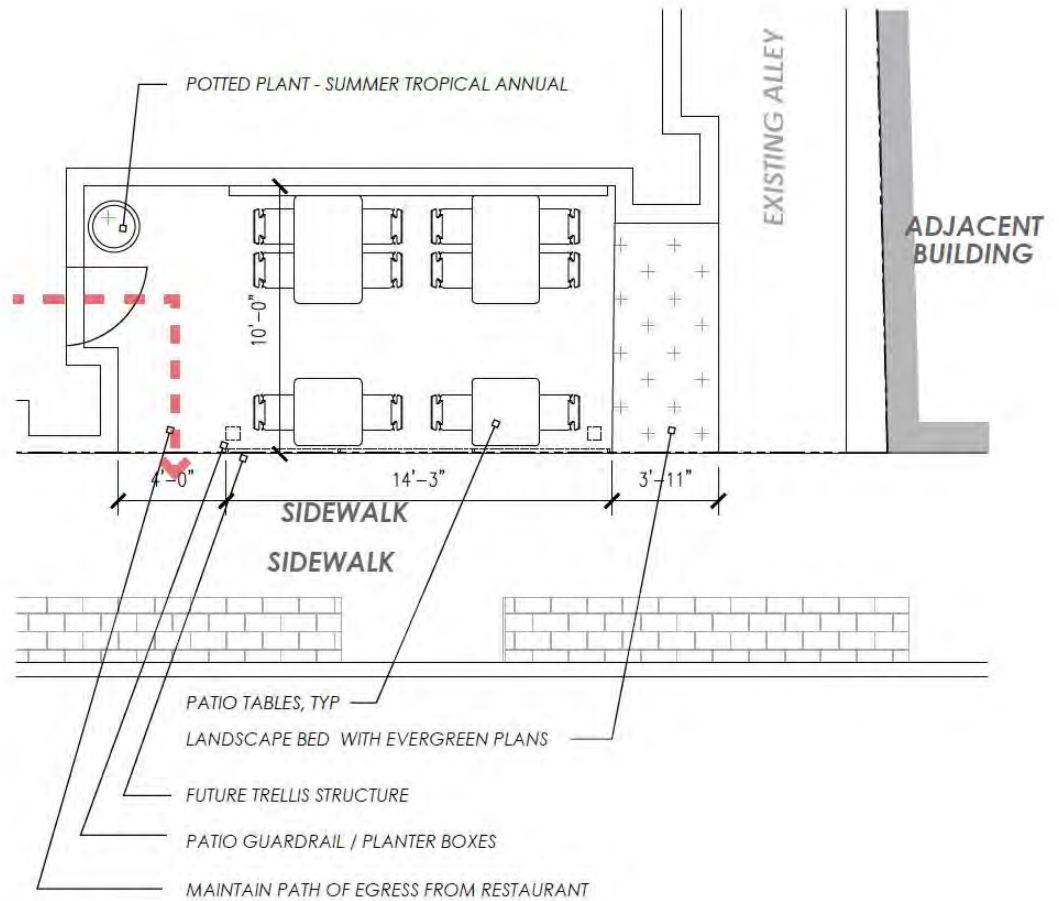 POTTED PLANT - SUMMER TROPICAL ANNUAL
EXISTING ALLEY
ADJACENT
BUILDING
10'-0"
4'-0"
14'-3"
3'-11"
SIDEWALK
SIDEWALK
PATIO TABLES, TYP
LANDSCAPE BED WITH EVERGREEN PLANS
FUTURE TRELLIS STRUCTURE
PATIO GUARDRAIL / PLANTER BOXES
MAINTAIN PATH OF EGRESS FROM RESTAURANT